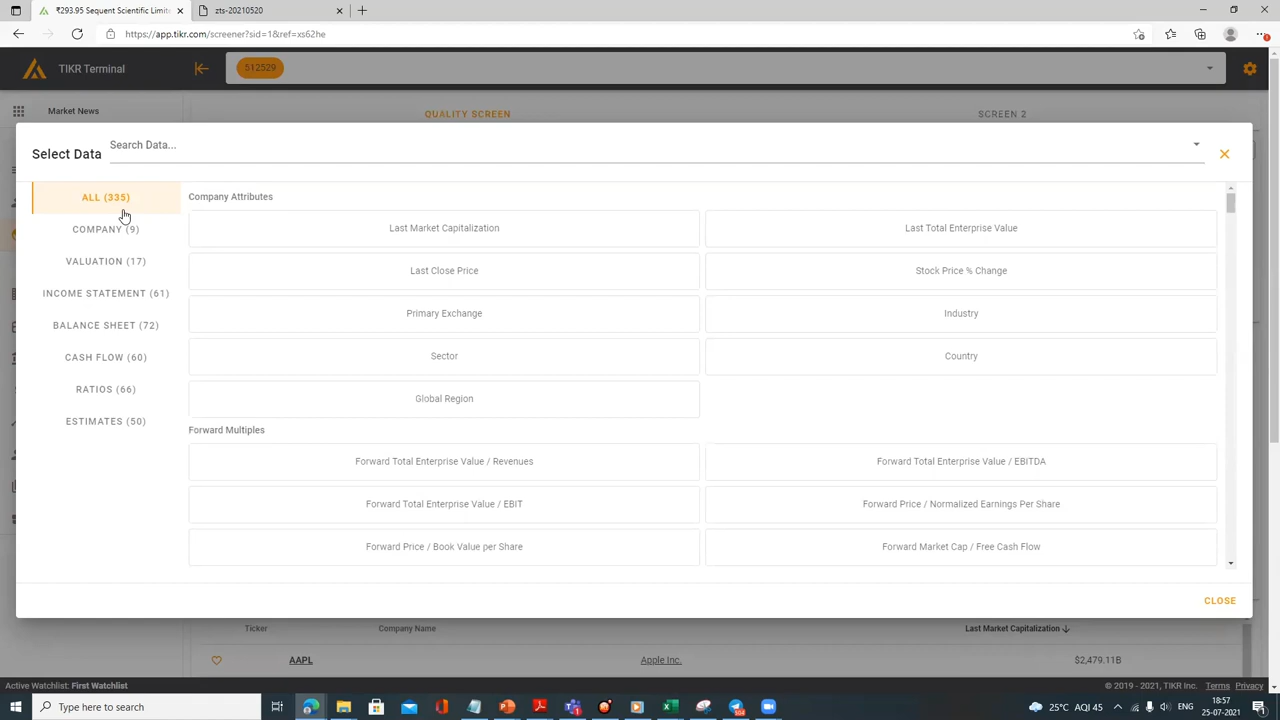 ₹293.95 Sequent Scientific Limite
zts-20210520
https://app.tikr.com/screener?sid=1&ref=xs62he
TIKR Terminal
512529
Market News
QUALITY SCREEN
SCREEN 2
Select Data
Search Data...
ALL (335)
COMPANY (9)
VALUATION (17)
INCOME STATEMENT (61)
BALANCE SHEET (72)
CASH FLOW (60)
RATIOS (66)
ESTIMATES (50)
Company Attributes
Last Market Capitalization
Last Total Enterprise Value
Last Close Price
Stock Price % Change
Primary Exchange
Industry
Sector
Country
Global Region
Forward Multiples
Forward Total Enterprise Value / Revenues
Forward Total Enterprise Value / EBITDA
Forward Total Enterprise Value / EBIT
Forward Price / Normalized Earnings Per Share
Forward Price / Book Value per Share
Forward Market Cap / Free Cash Flow
CLOSE
Ticker
Company Name
Last Market Capitalization
AAPL
Apple Inc.
$2,479.11B
Active Watchlist: First Watchlist
© 2019 - 2021, TIKR Inc. Terms Privacy
Type here to search
25°C AQI 45
ENG
18:57
25-07-2021